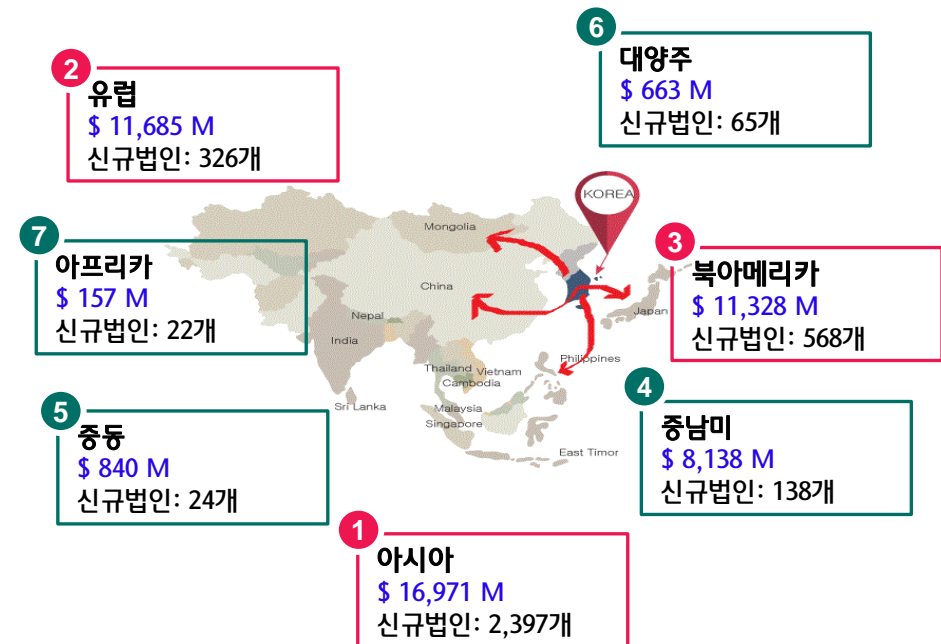 6
대양주
$ 663 M
신규법인: 65개
2
유럽
$ 11,685 M
신규법인: 326개
KOREA
Mongolia
7
아프리카
$ 157 M
신규법인: 22개
3
북아메리카
$ 11,328 M
신규법인: 568개
China
Nepal
India
Japan
Philippines
Thailand
Vietnam
Cambodia
Sri Lanka
Malaysia
Singapore
East Timor
4
중남미
$ 8,138 M
신규법인: 138개
5
중동
$ 840 M
신규법인: 24개
1
아시아
$ 16,971 M
신규법인: 2,397개